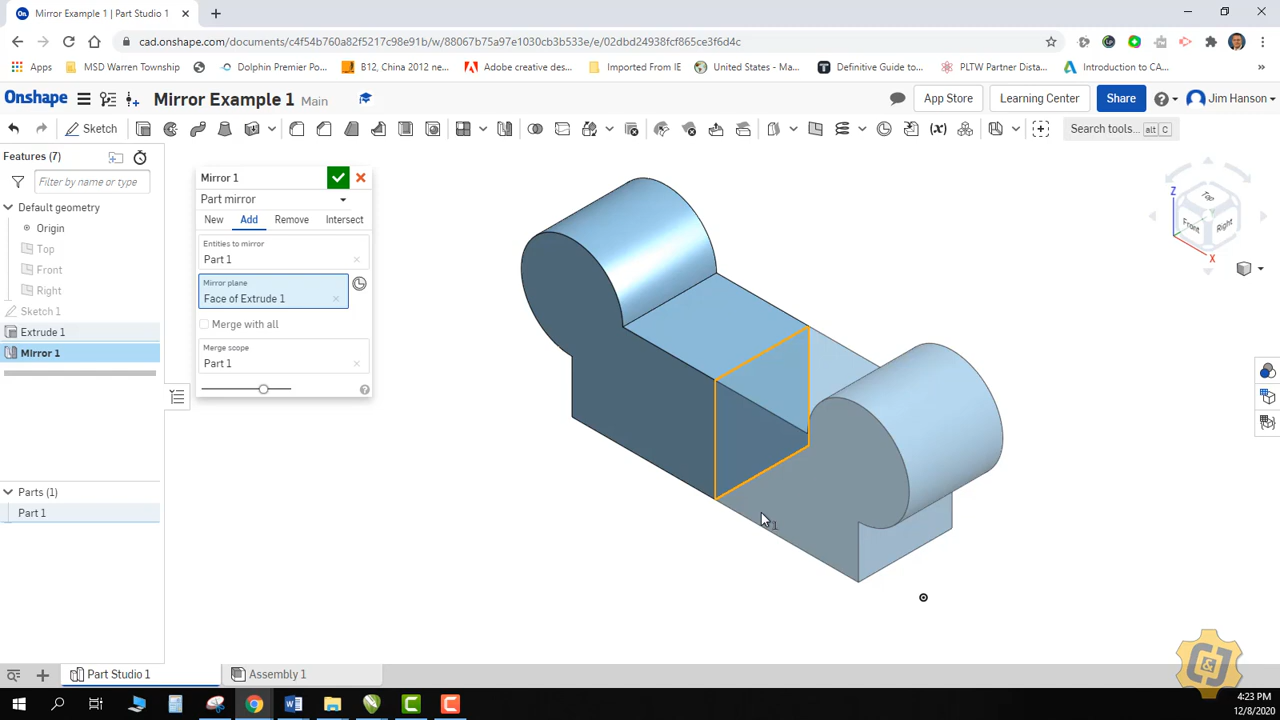 On
Mirror Example 1 | Part Studio 1
cad.onshape.com/documents/c4f54b760a82f5217c98e91b/w/88067b75a97e1030cb3b533e/e/02dbd24938fcf865ce3f6d4c
Apps
MSD Warren Township
Dolphin Premier Po...
B12, China 2012 ne...
Adobe creative des...
Imported From IE
United States - Ma...
Definitive Guide to...
PLTW Partner Distan...
Introduction to CA...
»
Onshape
Mirror Example 1
Main
App Store
Learning Center
Share
Jim Hanson
Sketch
(x)
Search tools...
alt C
Features (7)
Filter by name or type
Default geometry
Origin
Top
Front
Right
Sketch 1
Extrude 1
Mirror 1
Parts (1)
Part 1
Mirror 1
Part mirror
New Add Remove Intersect
Entities to mirror
Part 1
Mirror plane
Face of Extrude 1
Merge with all
Merge scope
Part 1
Z
Top
Front
Right
X
1
Part Studio 1
Assembly 1
C&J
4:23 PM
12/8/2020